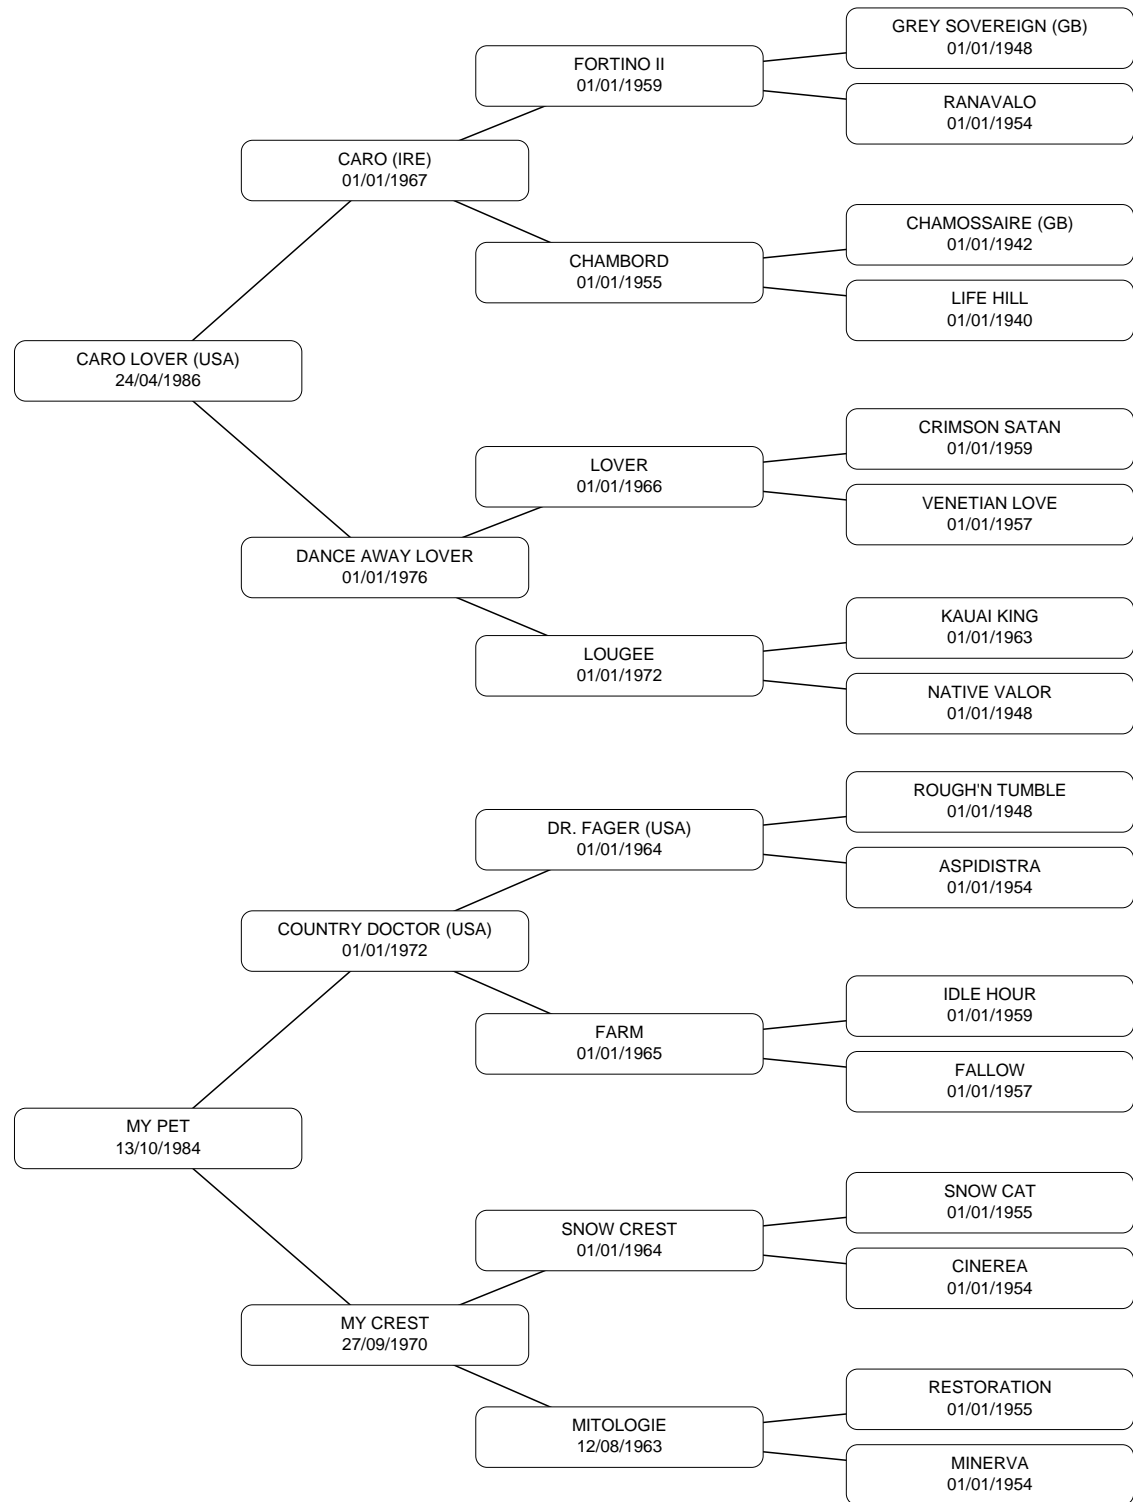 GREY SOVEREIGN (GB)
01/01/1948
FORTINO II
01/01/1959
RANAVALO
01/01/1954
CARO (IRE)
01/01/1967
CHAMOSSAIRE (GB)
01/01/1942
CHAMBORD
01/01/1955
LIFE HILL
01/01/1940
CARO LOVER (USA)
24/04/1986
CRIMSON SATAN
01/01/1959
LOVER
01/01/1966
VENETIAN LOVE
01/01/1957
DANCE AWAY LOVER
01/01/1976
KAUAI KING
01/01/1963
LOUGEE
01/01/1972
NATIVE VALOR
01/01/1948
ROUGH'N TUMBLE
01/01/1948
DR. FAGER (USA)
01/01/1964
ASPIDISTRA
01/01/1954
COUNTRY DOCTOR (USA)
01/01/1972
IDLE HOUR
01/01/1959
FARM
01/01/1965
FALLOW
01/01/1957
MY PET
13/10/1984
SNOW CAT
01/01/1955
SNOW CREST
01/01/1964
CINEREA
01/01/1954
MY CREST
27/09/1970
RESTORATION
01/01/1955
MITOLOGIE
12/08/1963
MINERVA
01/01/1954